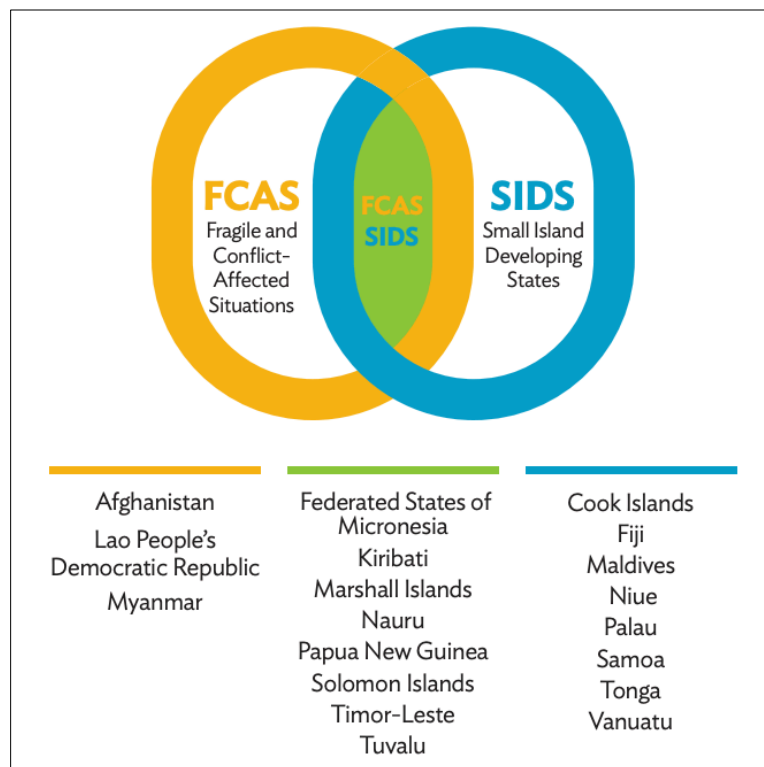 FCAS
Fragile and
Conflict-
Affected
Situations
FCAS
SIDS
SIDS
Small Island
Developing
States
Afghanistan
Lao People's
Democratic Republic
Myanmar
Federated States of
Micronesia
Kiribati
Marshall Islands
Nauru
Papua New Guinea
Solomon Islands
Timor-Leste
Tuvalu
Cook Islands
Fiji
Maldives
Niue
Palau
Samoa
Tonga
Vanuatu